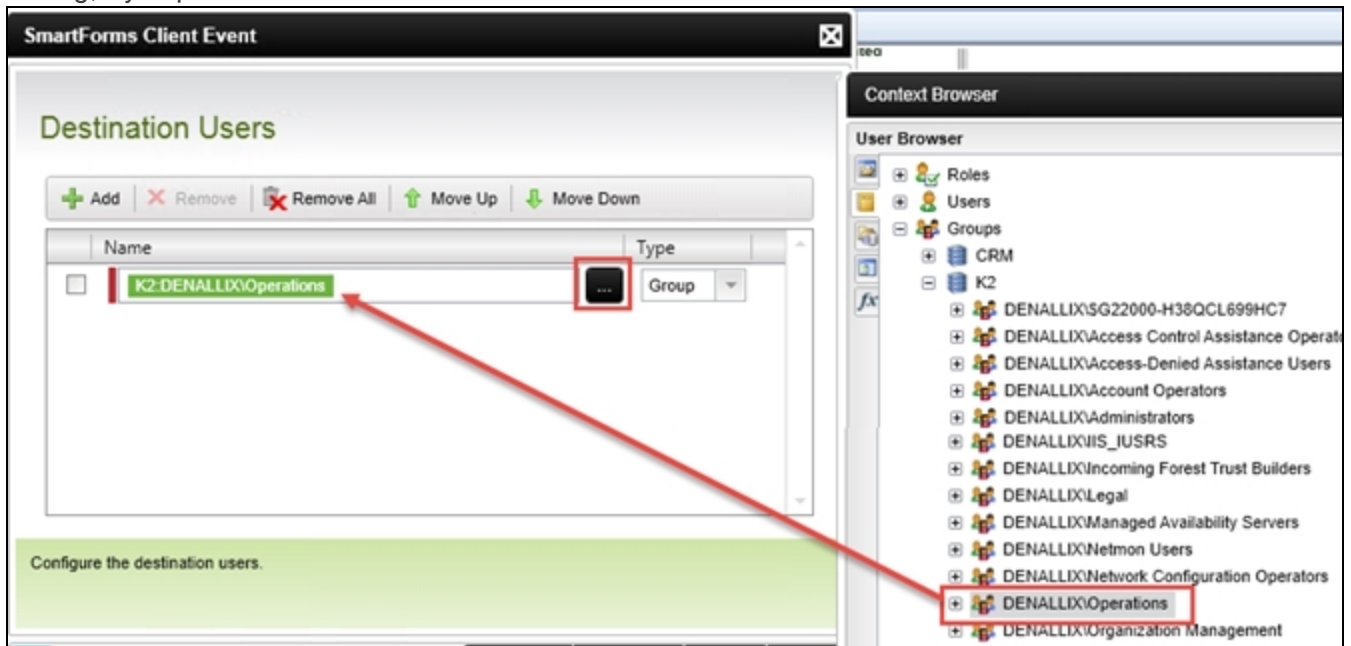 SmartForms Client Event
Destination Users
Add Remove Remove All Move Up Move Down
Name Type
K2:DENALLIX\Operations ... Group
Configure the destination users.
Context Browser
User Browser
Roles
Users
Groups
CRM
K2
fx
DENALLIX\SG22000-H38QCL699HC7
DENALLIX\Access Control Assistance Operat
DENALLIX\Access-Denied Assistance Users
DENALLIX\Account Operators
DENALLIX\Administrators
DENALLIX\IIS_IUSRS
DENALLIX\Incoming Forest Trust Builders
DENALLIX\Legal
DENALLIX\Managed Availability Servers
DENALLIX\Netmon Users
DENALLIX\Network Configuration Operators
DENALLIX\Operations
DENALLIX\Organization Management